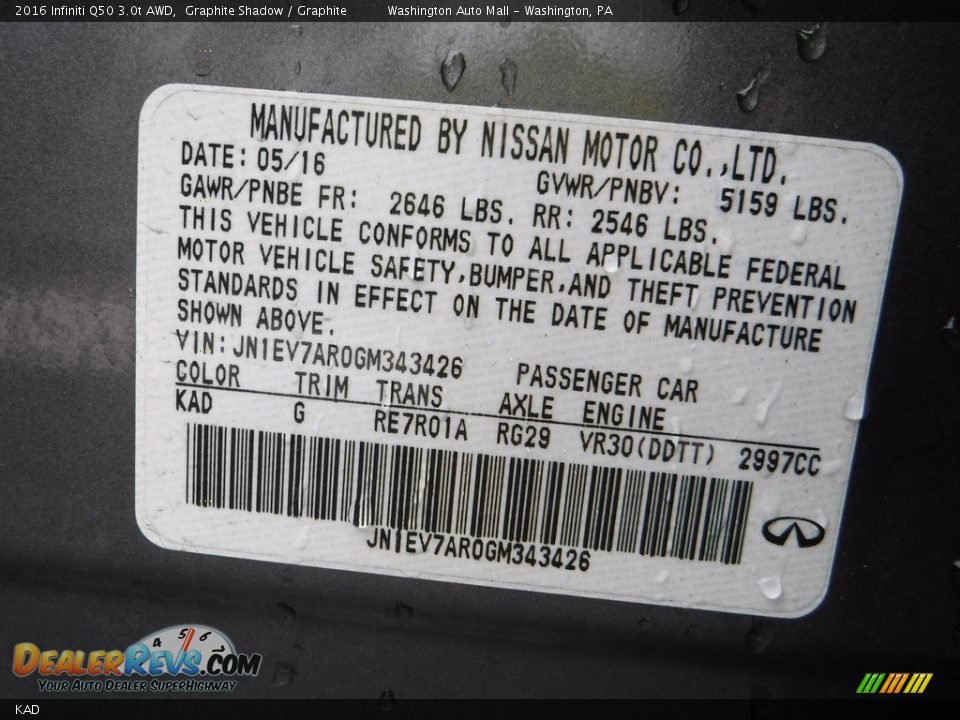 2016 Infiniti Q50 3.0t AWD,  Graphite Shadow / Graphite    Washington Auto Mall - Washington, PA
MANUFACTURED BY NISSAN MOTOR CO.,LTD.
DATE: 05/16    GVWR/PNBV:  5159 LBS.
GAWR/PNBE FR:  2646 LBS.  RR: 2546 LBS.
THIS VEHICLE CONFORMS TO ALL APPLICABLE FEDERAL
MOTOR VEHICLE SAFETY,BUMPER,AND THEFT PREVENTION
STANDARDS IN EFFECT ON THE DATE OF MANUFACTURE
SHOWN ABOVE.
VIN:JN1EV7AR0GM343426    PASSENGER CAR
COLOR  TRIM  TRANS  AXLE  ENGINE
KAD  G  RE7R01A  RG29  VR30(DDTT)  2997CC
JN1EV7AR0GM343426
4 5 6
DEALERREVS.COM
YOUR AUTO DEALER SUPERHIGHWAY
KAD